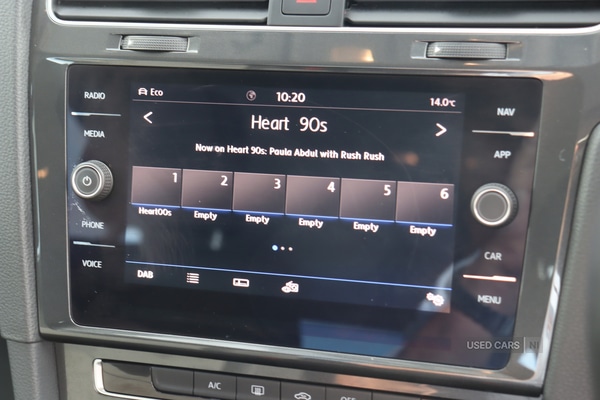 RADIO
MEDIA
PHONE
VOICE
Eco
10:20
14.0°C
Heart 90s
Now on Heart 90s: Paula Abdul with Rush Rush
1 2 3 4 5 6
Heart00s Empty Empty Empty Empty Empty
DAB
NAV
APP
CAR
MENU
USED CARS NI
A/C
OFF